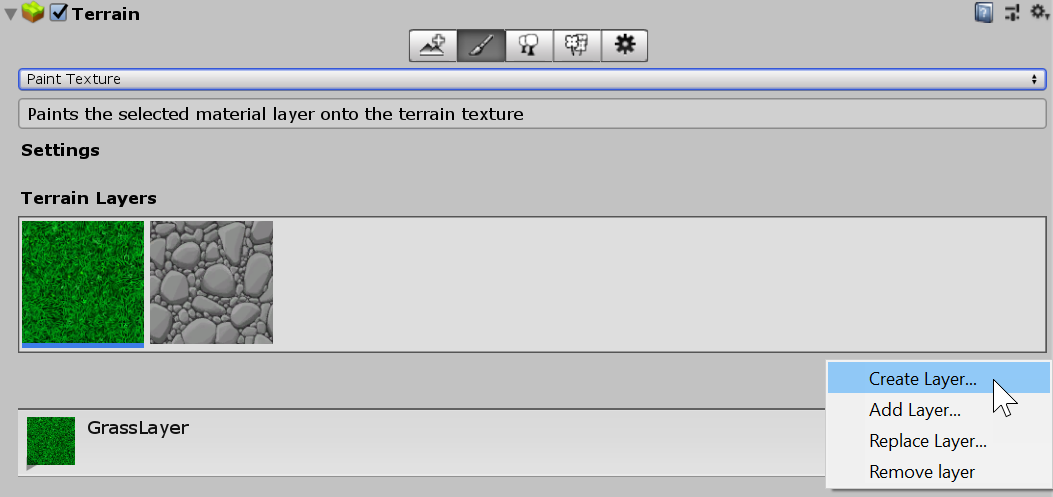 Terrain
Paint Texture
Paints the selected material layer onto the terrain texture
Settings
Terrain Layers
Create Layer...
Add Layer...
Replace Layer...
Remove layer
GrassLayer